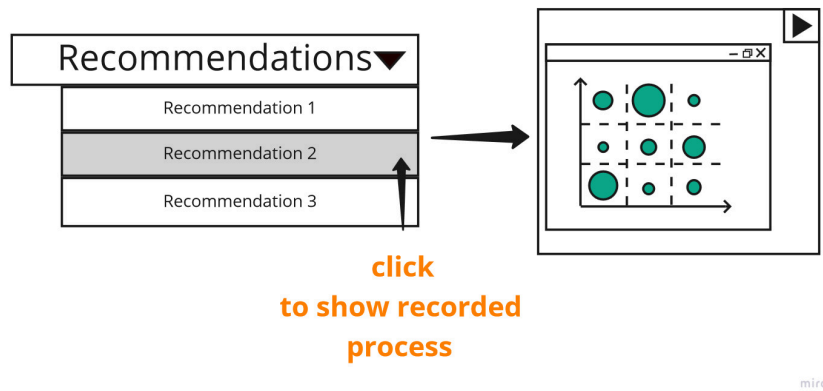 Recommendations
Recommendation 1
Recommendation 2
Recommendation 3
click
to show recorded
process